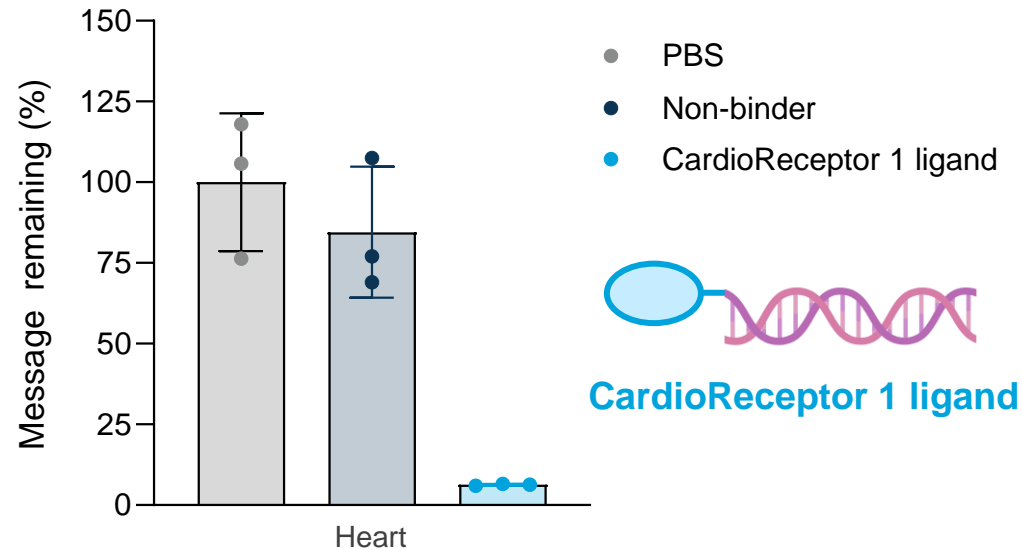 Message remaining (%)
150
125
100
75
50
25
0
Heart
PBS
Non-binder
CardioReceptor 1 ligand
CardioReceptor 1 ligand